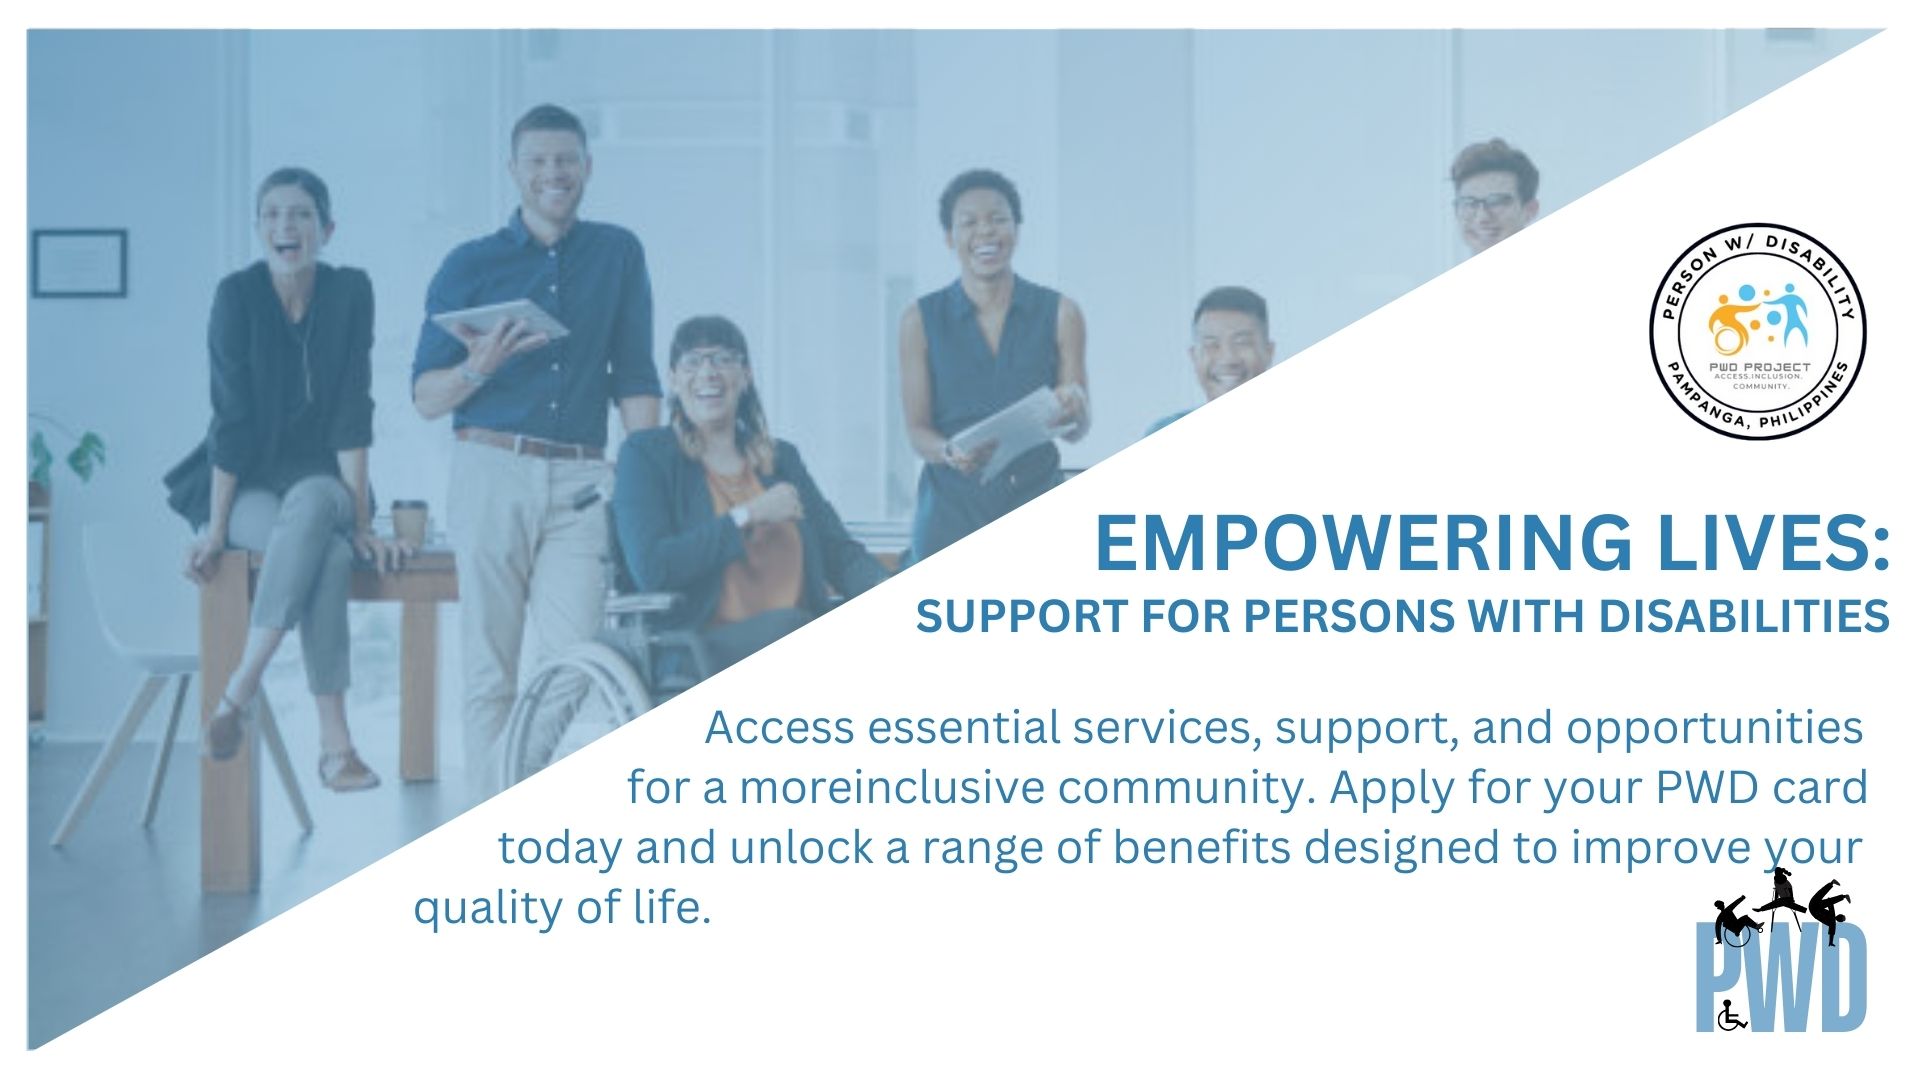 PERSON W/ DISABILITY
PWD PROJECT
ACCESS.INCLUSION.
COMMUNITY.
PAMPANGA, PHILIPPINES
EMPOWERING LIVES:
SUPPORT FOR PERSONS WITH DISABILITIES
Access essential services, support, and opportunities
for a moreinclusive community. Apply for your PWD card
today and unlock a range of benefits designed to improve your
quality of life.
PWD